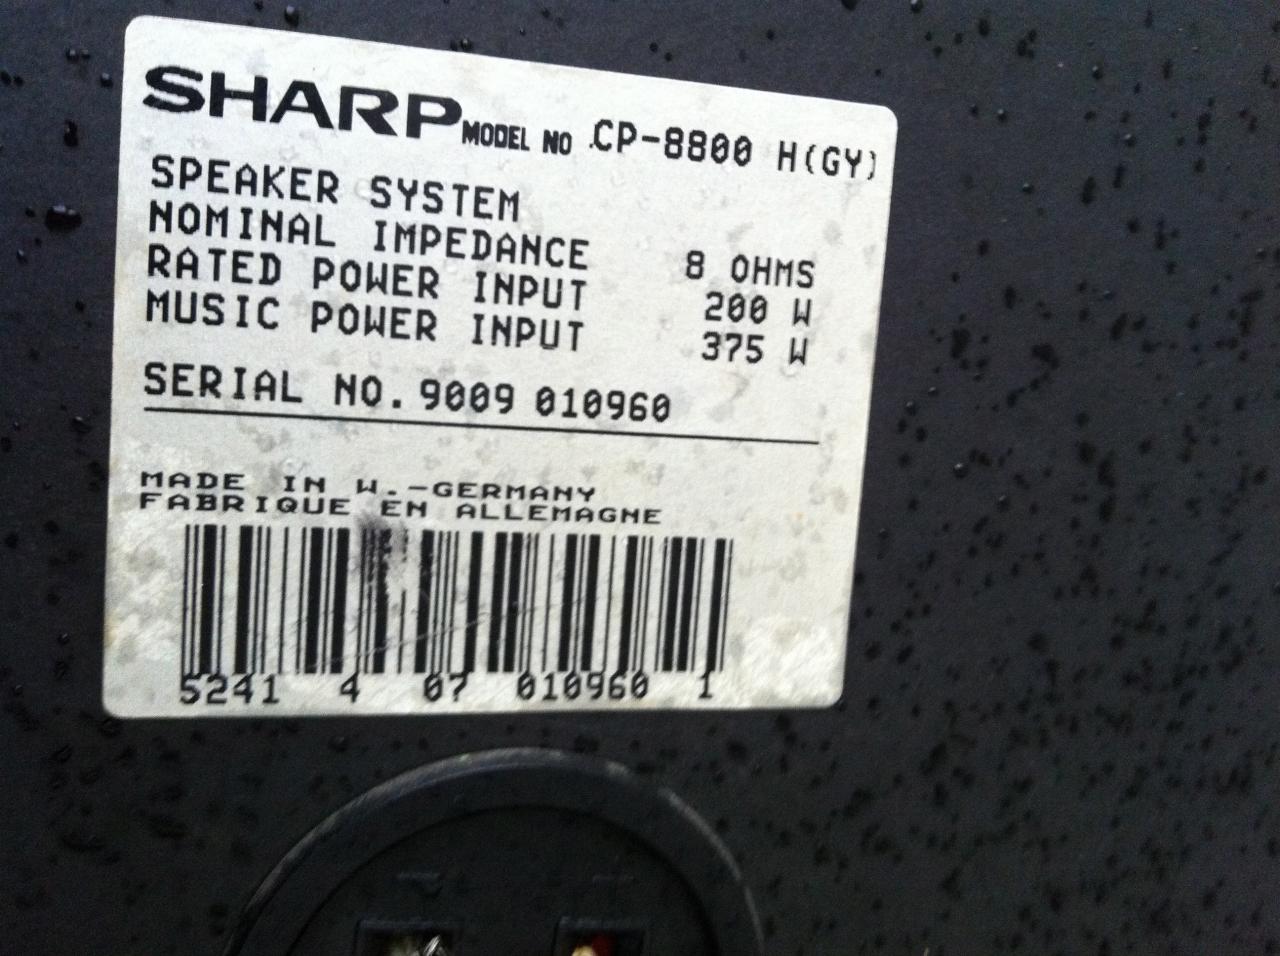 SHARP MODEL NO .CP-8800 H(GY)
SPEAKER SYSTEM
NOMINAL IMPEDANCE 8 OHMS
RATED POWER INPUT 200 W
MUSIC POWER INPUT 375 W
SERIAL NO. 9009 010960
MADE IN W.-GERMANY
FABRIQUE EN ALLEMAGNE
5241 4 07 010960 1